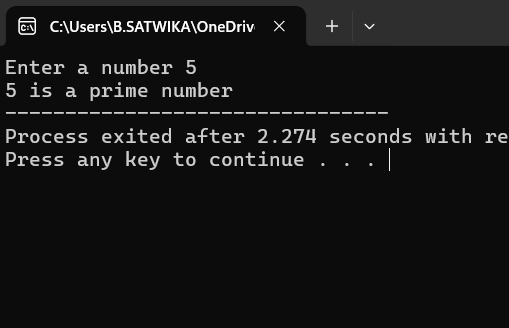 C:\Users\B.SATWIKA\OneDriv
Enter a number 5
5 is a prime number
--------------------------------
Process exited after 2.274 seconds with re
Press any key to continue . . .